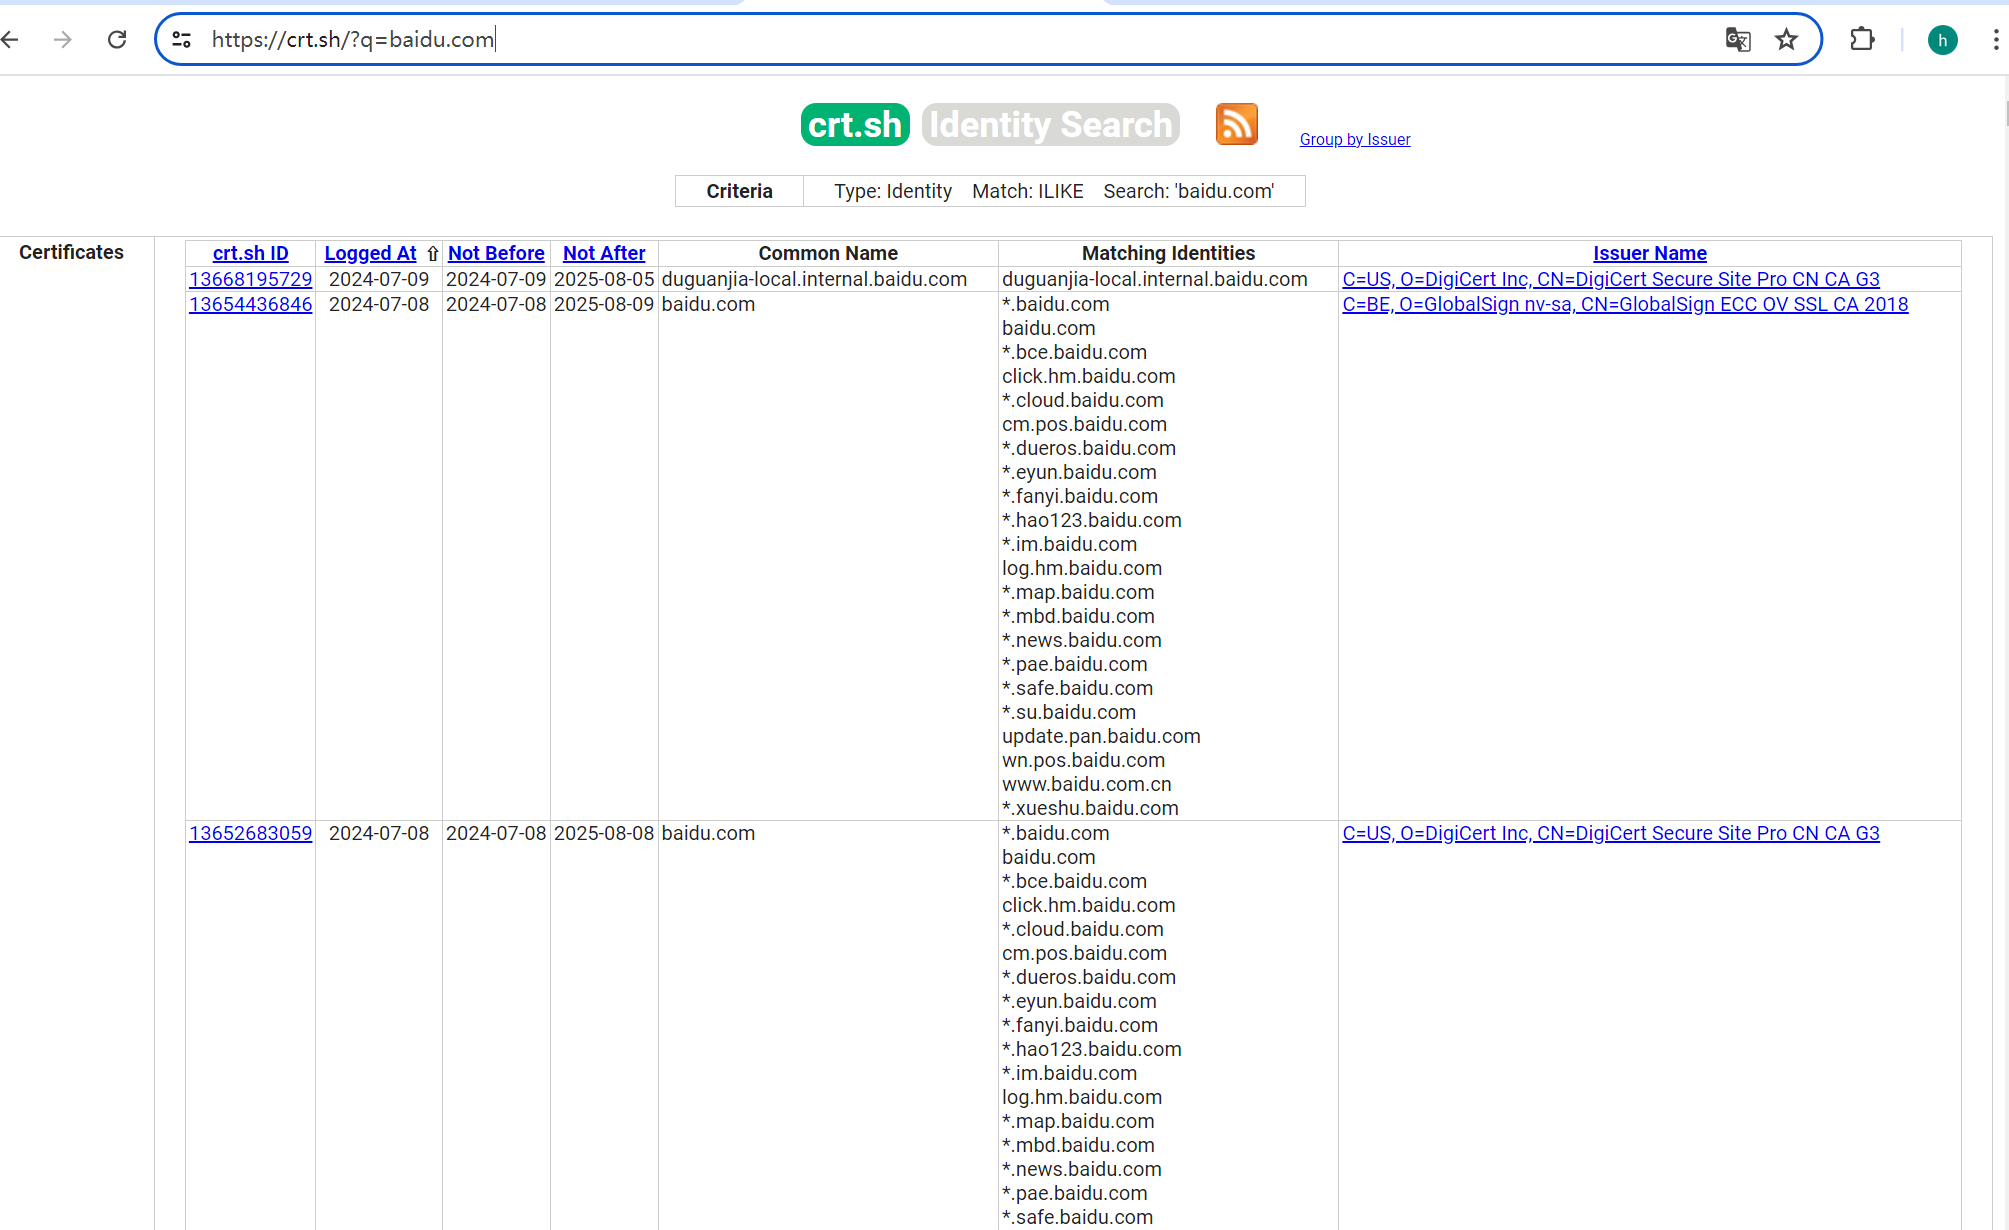 https://crt.sh/?q=baidu.com
h
crt.sh Identity Search
Group by Issuer
Criteria Type: Identity Match: ILIKE Search: 'baidu.com'
Certificates
crt.sh ID Logged At ⇧ Not Before Not After Common Name Matching Identities Issuer Name
13668195729 2024-07-09 2024-07-09 2025-08-05 duguanjia-local.internal.baidu.com duguanjia-local.internal.baidu.com C=US, O=DigiCert Inc, CN=DigiCert Secure Site Pro CN CA G3
13654436846 2024-07-08 2024-07-08 2025-08-09 baidu.com *.baidu.com C=BE, O=GlobalSign nv-sa, CN=GlobalSign ECC OV SSL CA 2018
baidu.com
*.bce.baidu.com
click.hm.baidu.com
*.cloud.baidu.com
cm.pos.baidu.com
*.dueros.baidu.com
*.eyun.baidu.com
*.fanyi.baidu.com
*.hao123.baidu.com
*.im.baidu.com
log.hm.baidu.com
*.map.baidu.com
*.mbd.baidu.com
*.news.baidu.com
*.pae.baidu.com
*.safe.baidu.com
*.su.baidu.com
update.pan.baidu.com
wn.pos.baidu.com
www.baidu.com.cn
*.xueshu.baidu.com
13652683059 2024-07-08 2024-07-08 2025-08-08 baidu.com *.baidu.com C=US, O=DigiCert Inc, CN=DigiCert Secure Site Pro CN CA G3
baidu.com
*.bce.baidu.com
click.hm.baidu.com
*.cloud.baidu.com
cm.pos.baidu.com
*.dueros.baidu.com
*.eyun.baidu.com
*.fanyi.baidu.com
*.hao123.baidu.com
*.im.baidu.com
log.hm.baidu.com
*.map.baidu.com
*.mbd.baidu.com
*.news.baidu.com
*.pae.baidu.com
*.safe.baidu.com